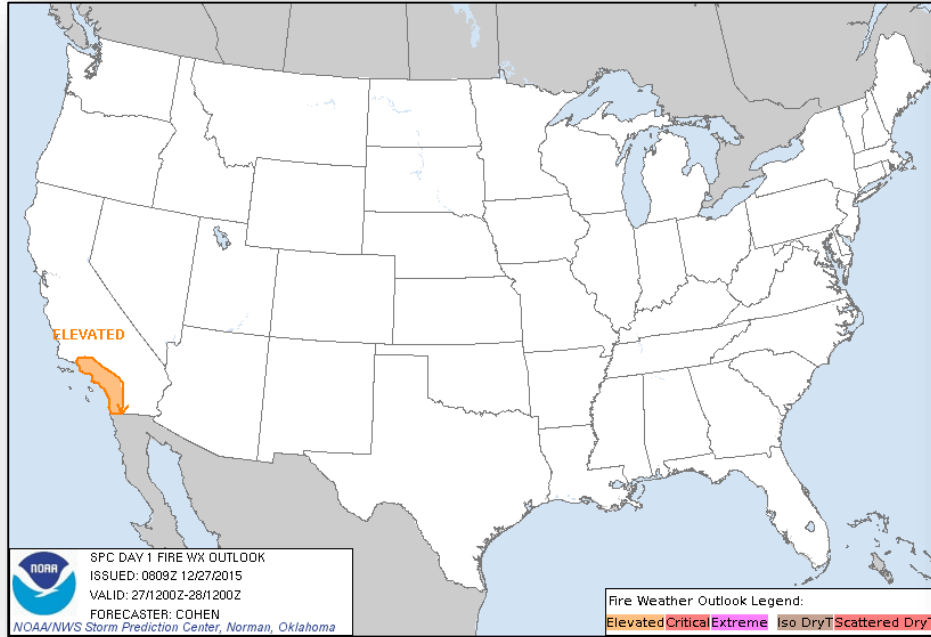 ELEVATED
NOAA
SPC DAY 1 FIRE WX OUTLOOK
ISSUED: 0809Z 12/27/2015
VALID: 27/1200Z-28/1200Z
FORECASTER: COHEN
NOAA/NWS Storm Prediction Center, Norman, Oklahoma
Fire Weather Outlook Legend:
Elevated Critical Extreme Iso DryT Scattered DryT